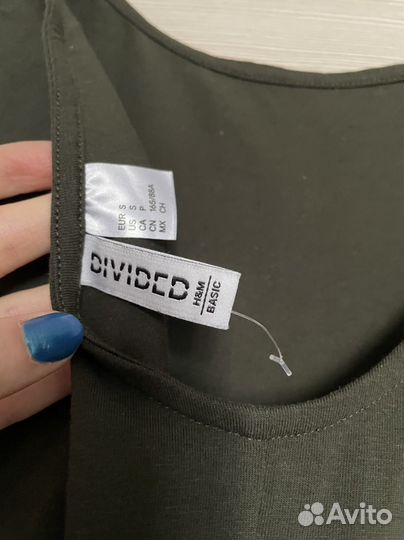 EUR S
US S
CA P
CN 165/88A
MX CH
DIVIDED
H&M
BASIC
Avito